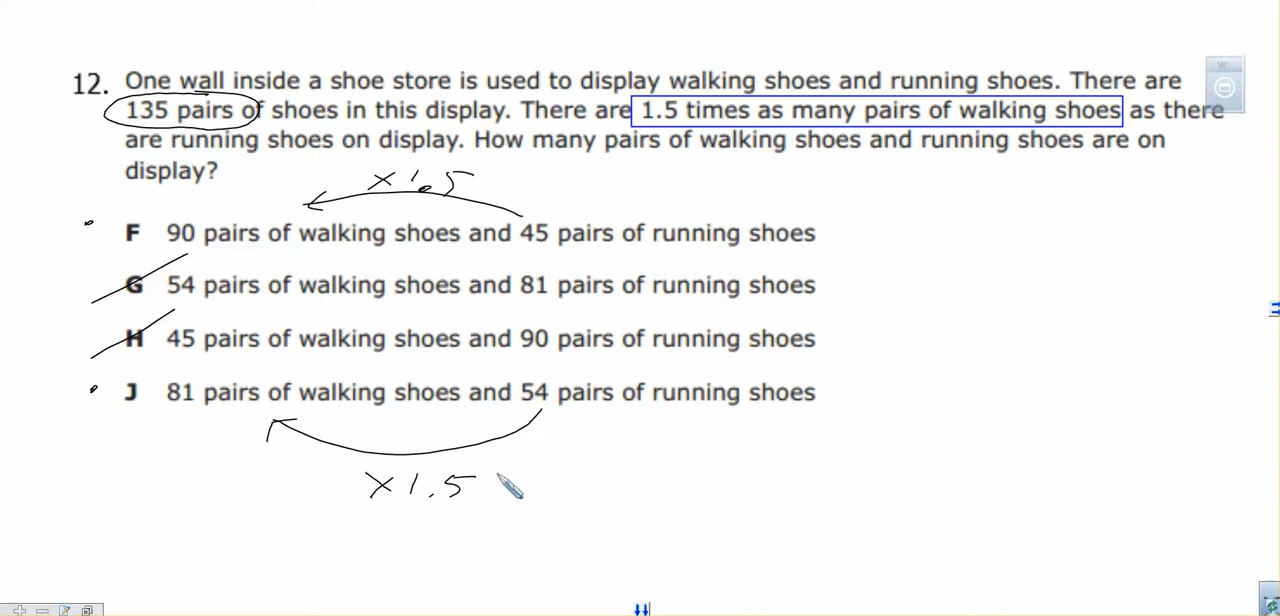 12. One wall inside a shoe store is used to display walking shoes and running shoes. There are
135 pairs of shoes in this display. There are 1.5 times as many pairs of walking shoes as there
are running shoes on display. How many pairs of walking shoes and running shoes are on
display?
×1.5
F 90 pairs of walking shoes and 45 pairs of running shoes
G 54 pairs of walking shoes and 81 pairs of running shoes
H 45 pairs of walking shoes and 90 pairs of running shoes
J 81 pairs of walking shoes and 54 pairs of running shoes
×1.5